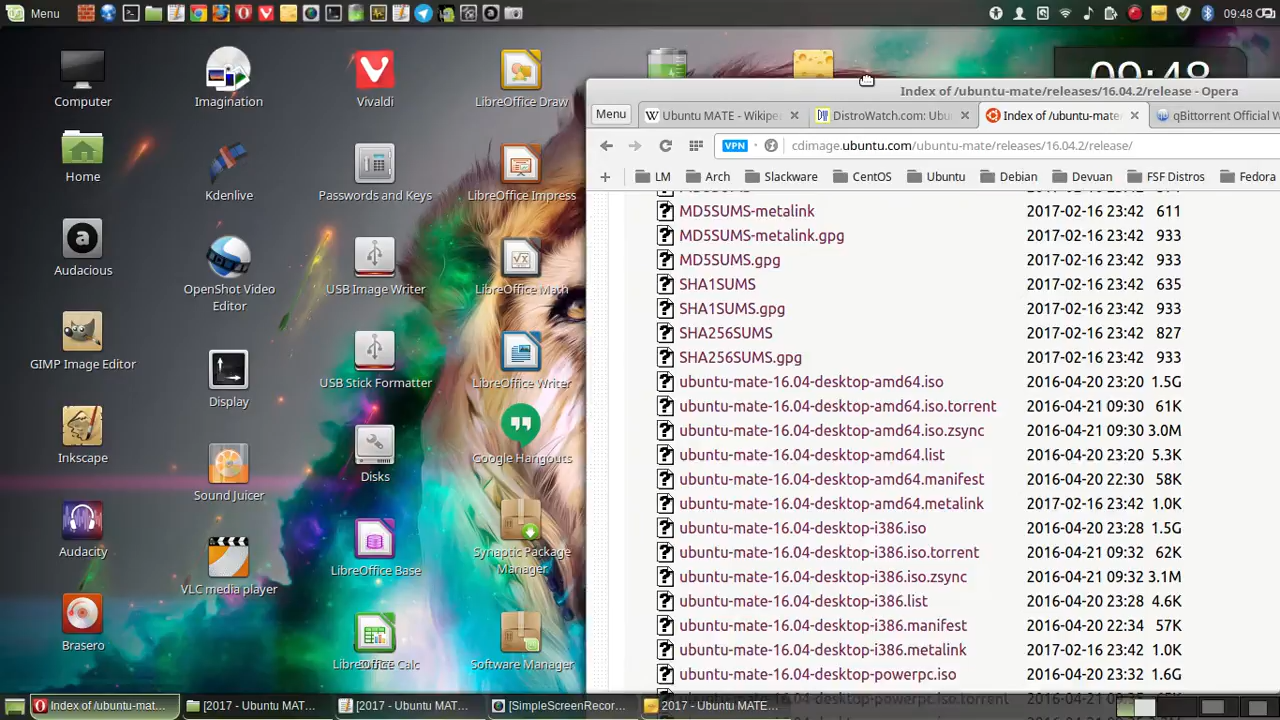 Menu
09:48
Computer
Imagination
Vivaldi
LibreOffice Draw
09:48
Home
Kdenlive
Passwords and Keys
LibreOffice Impress
Audacious
OpenShot Video
Editor
USB Image Writer
LibreOffice Math
GIMP Image Editor
Display
USB Stick Formatter
LibreOffice Writer
Inkscape
Sound Juicer
Disks
Google Hangouts
Audacity
VLC media player
LibreOffice Base
Synaptic Package
Manager
Brasero
LibreOffice Calc
Software Manager
Index of /ubuntu-mate/releases/16.04.2/release - Opera
Menu
Ubuntu MATE - Wikipe
DistroWatch.com: Ubu
Index of /ubuntu-mate
qBittorrent Official W
VPN
cdimage.ubuntu.com/ubuntu-mate/releases/16.04.2/release/
LM
Arch
Slackware
CentOS
Ubuntu
Debian
Devuan
FSF Distros
Fedora
MD5SUMS-metalink 2017-02-16 23:42 611
MD5SUMS-metalink.gpg 2017-02-16 23:42 933
MD5SUMS.gpg 2017-02-16 23:42 933
SHA1SUMS 2017-02-16 23:42 635
SHA1SUMS.gpg 2017-02-16 23:42 933
SHA256SUMS 2017-02-16 23:42 827
SHA256SUMS.gpg 2017-02-16 23:42 933
ubuntu-mate-16.04-desktop-amd64.iso 2016-04-20 23:20 1.5G
ubuntu-mate-16.04-desktop-amd64.iso.torrent 2016-04-21 09:30 61K
ubuntu-mate-16.04-desktop-amd64.iso.zsync 2016-04-21 09:30 3.0M
ubuntu-mate-16.04-desktop-amd64.list 2016-04-20 23:20 5.3K
ubuntu-mate-16.04-desktop-amd64.manifest 2016-04-20 22:30 58K
ubuntu-mate-16.04-desktop-amd64.metalink 2017-02-16 23:42 1.0K
ubuntu-mate-16.04-desktop-i386.iso 2016-04-20 23:28 1.5G
ubuntu-mate-16.04-desktop-i386.iso.torrent 2016-04-21 09:32 62K
ubuntu-mate-16.04-desktop-i386.iso.zsync 2016-04-21 09:32 3.1M
ubuntu-mate-16.04-desktop-i386.list 2016-04-20 23:28 4.6K
ubuntu-mate-16.04-desktop-i386.manifest 2016-04-20 22:34 57K
ubuntu-mate-16.04-desktop-i386.metalink 2017-02-16 23:42 1.0K
ubuntu-mate-16.04-desktop-powerpc.iso 2016-04-20 23:42 1.6G
Index of /ubuntu-mat...
[2017 - Ubuntu MAT...
[2017 - Ubuntu MATE...
[SimpleScreenRecor...
2017 - Ubuntu MATE...